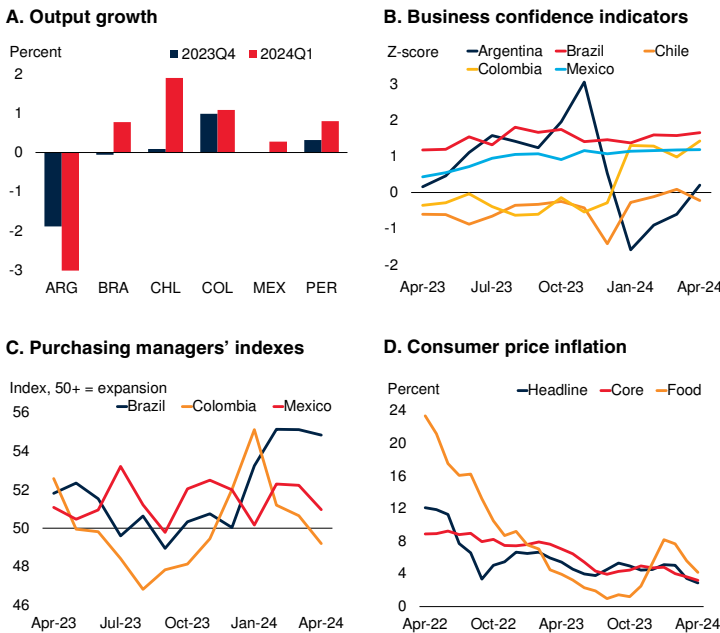 A. Output growth
Percent
2023Q4 2024Q1
2
1
0
-1
-2
-3
ARG BRA CHL COL MEX PER
B. Business confidence indicators
Z-score
Argentina Brazil Chile
Colombia Mexico
3
2
1
0
-1
-2
Apr-23 Jul-23 Oct-23 Jan-24 Apr-24
C. Purchasing managers' indexes
Index, 50+ = expansion
Brazil Colombia Mexico
56
54
52
50
48
46
Apr-23 Jul-23 Oct-23 Jan-24 Apr-24
D. Consumer price inflation
Percent
Headline Core Food
24
20
16
12
8
4
0
Apr-22 Oct-22 Apr-23 Oct-23 Apr-24